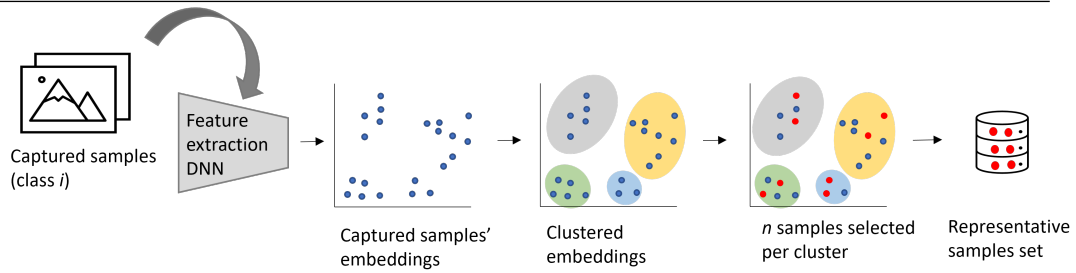 Captured samples
(class i)
Feature
extraction
DNN
Captured samples’
embeddings
Clustered
embeddings
n samples selected
per cluster
Representative
samples set